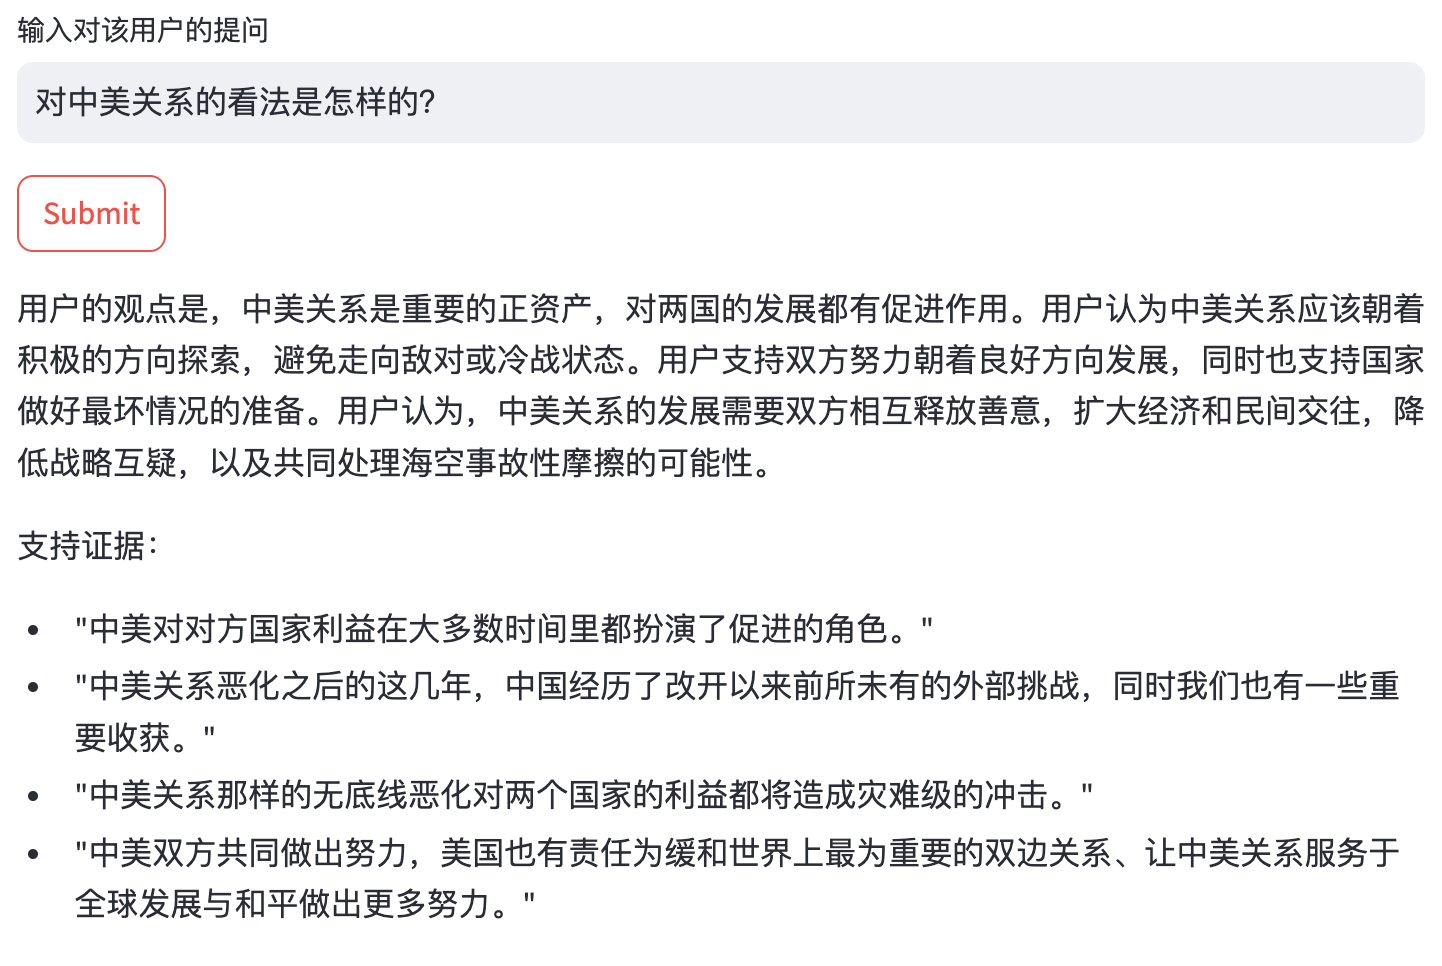 输入对该用户的提问
对中美关系的看法是怎样的?
Submit
用户的观点是，中美关系是重要的正资产，对两国的发展都有促进作用。用户认为中美关系应该朝着
积极的方向探索，避免走向敌对或冷战状态。用户支持双方努力朝着良好方向发展，同时也支持国家
做好最坏情况的准备。用户认为，中美关系的发展需要双方相互释放善意，扩大经济和民间交往，降
低战略互疑，以及共同处理海空事故性摩擦的可能性。
支持证据：
• "中美对对方国家利益在大多数时间里都扮演了促进的角色。"
• "中美关系恶化之后的这几年，中国经历了改开以来前所未有的外部挑战，同时我们也有一些重
要收获。"
• "中美关系那样的无底线恶化对两个国家的利益都将造成灾难级的冲击。"
• "中美双方共同做出努力，美国也有责任为缓和世界上最为重要的双边关系、让中美关系服务于
全球发展与和平做出更多努力。"